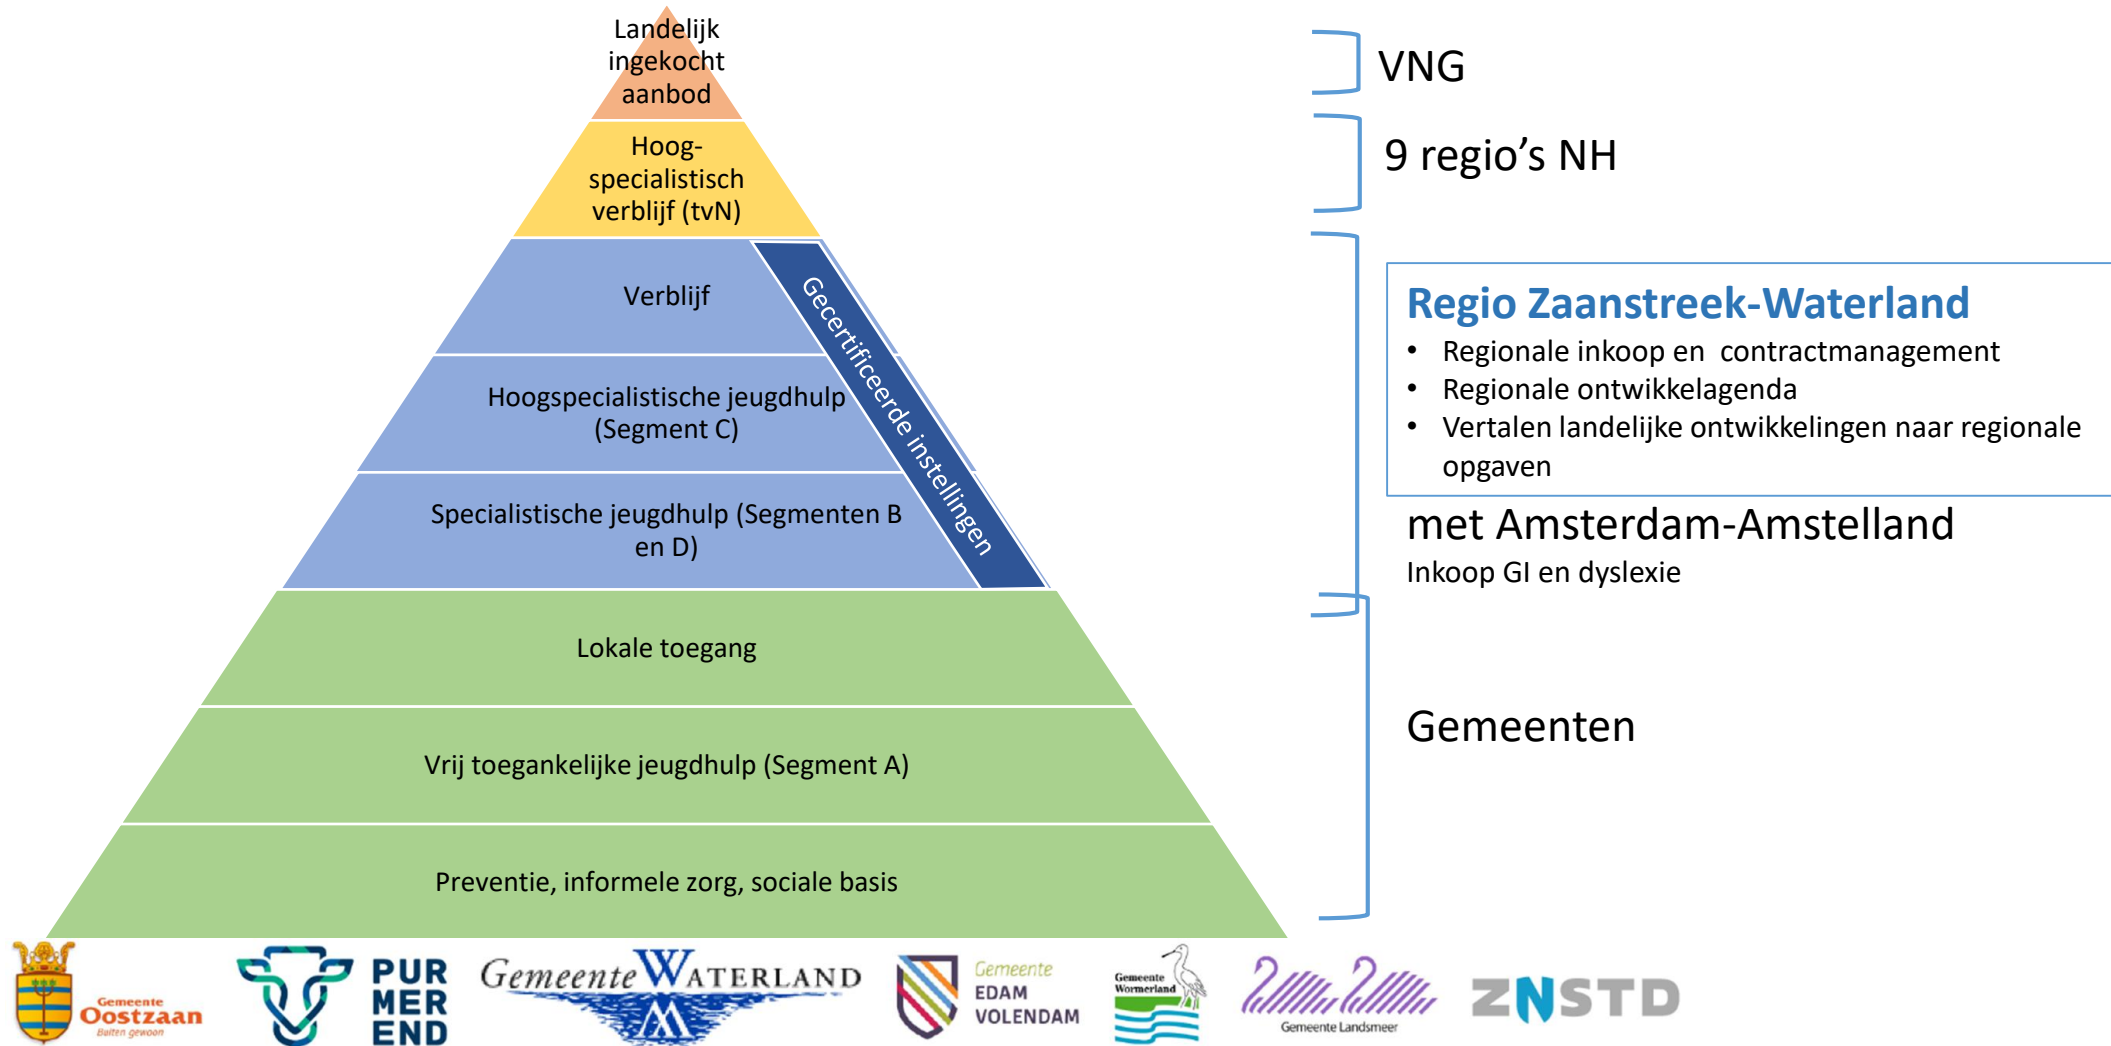 Landelijk
ingekocht
aanbod
Hoog-
specialistisch
verblijf (tvN)
Verblijf
Hoogspecialistische jeugdhulp
(Segment C)
Specialistische jeugdhulp (Segmenten B
en D)
Gecertificeerde instellingen
Lokale toegang
Vrij toegankelijke jeugdhulp (Segment A)
Preventie, informele zorg, sociale basis
VNG
9 regio’s NH
Regio Zaanstreek-Waterland
• Regionale inkoop en contractmanagement
• Regionale ontwikkelagenda
• Vertalen landelijke ontwikkelingen naar regionale
opgaven
met Amsterdam-Amstelland
Inkoop GI en dyslexie
Gemeenten
Gemeente
Oostzaan
Buiten gewoon
PUR
MER
END
Gemeente WATERLAND
Gemeente
EDAM
VOLENDAM
Gemeente
Wormerland
Gemeente Landsmeer
ZNSTD